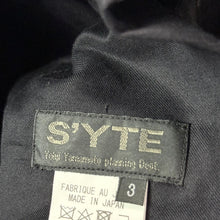 S'YTE
Yohji Yamamoto planning Dept.
FABRIQUE AU
3
MADE IN JAPAN